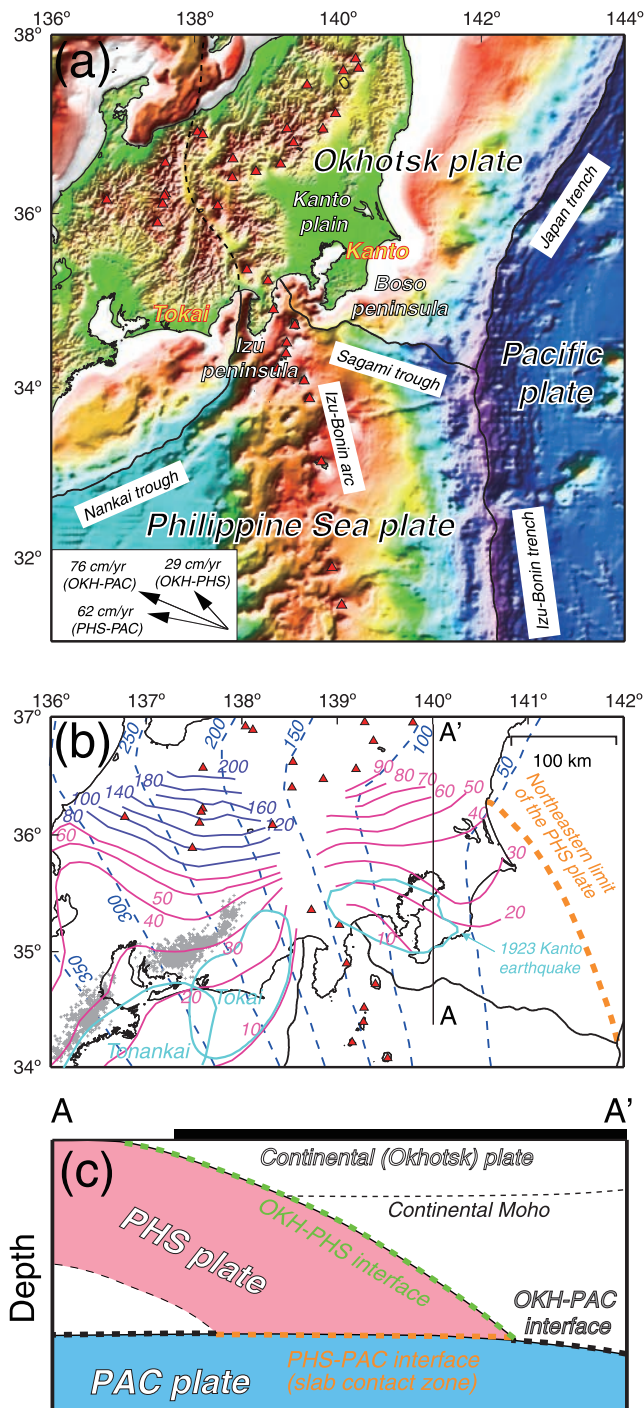 136° 138° 140° 142° 144°
38°
(a)
Okhotsk plate
Kanto
plain
36°
Japan trench
Kanto
Boso
peninsula
Tokai
Izu
peninsula
Sagami trough
Pacific
plate
34°
Izu-Bonin arc
Nankai trough
Philippine Sea plate
32°
Izu-Bonin trench
76 cm/yr
(OKH-PAC)
29 cm/yr
(OKH-PHS)
62 cm/yr
(PHS-PAC)
136° 137° 138° 139° 140° 141° 142°
37°
(b)
250
200
150
100
A'
50
100 km
200
180
140
100
80
160
120
90
80
70
60
50
40
Northeastern limit
of the PHS plate
36°
60
50
40
300
30
20
10
35°
350
30
1923 Kanto
earthquake
20
Tokai
10
Tonankai
A
34°
A A'
(c)
Continental (Okhotsk) plate
Continental Moho
PHS plate
OKH-PHS interface
Depth
OKH-PAC
interface
PHS-PAC interface
(slab contact zone)
PAC plate